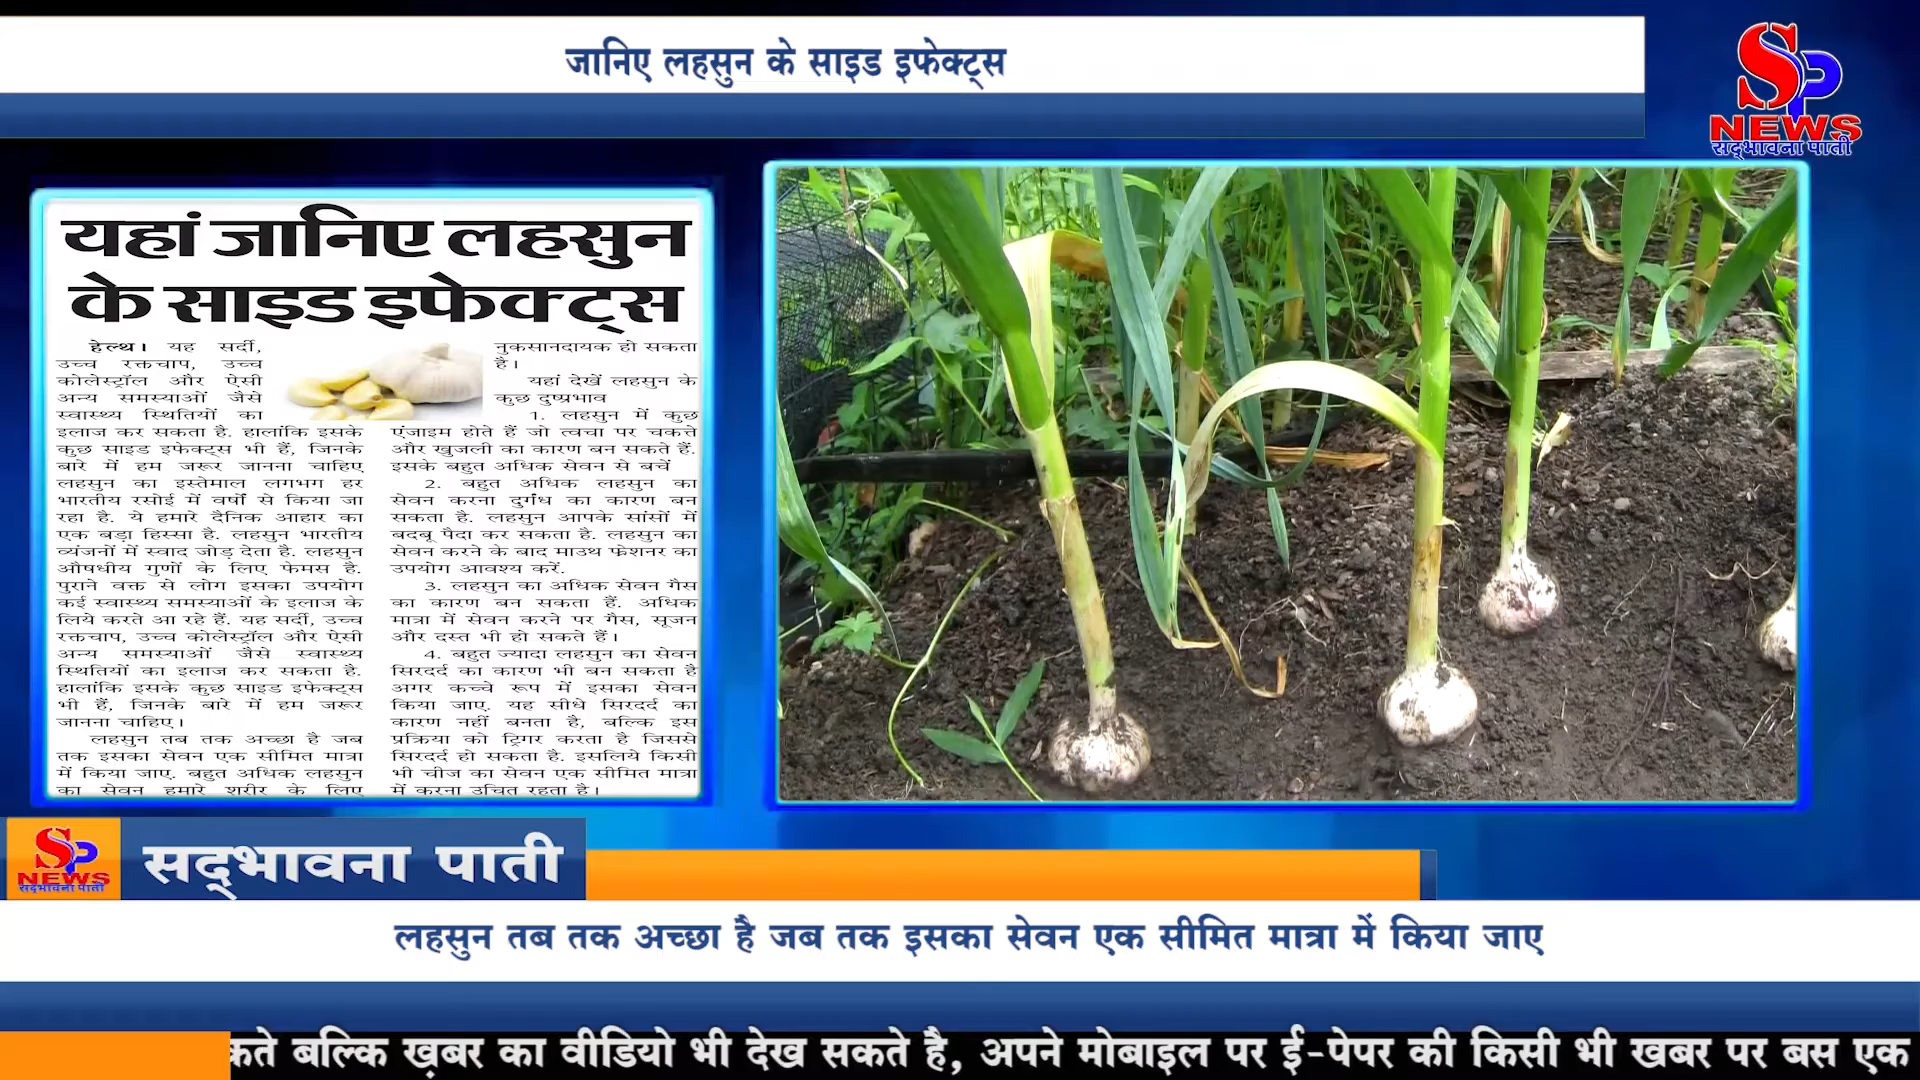 जानिए लहसुन के साइड इफेक्ट्स
SP
NEWS
सद्भावना पाती
यहां जानिए लहसुन
के साइड इफेक्ट्स
हेल्थ। यह सर्दी,
उच्च रक्तचाप, उच्च
कोलेस्ट्रॉल और ऐसी
अन्य समस्याओं जैसे
स्वास्थ्य स्थितियों का
इलाज कर सकता है. हालांकि इसके
कुछ साइड इफेक्ट्स भी हैं, जिनके
बारे में हम जरूर जानना चाहिए
लहसुन का इस्तेमाल लगभग हर
भारतीय रसोई में वर्षों से किया जा
रहा है. ये हमारे दैनिक आहार का
एक बड़ा हिस्सा है. लहसुन भारतीय
व्यंजनों में स्वाद जोड़ देता है. लहसुन
औषधीय गुणों के लिए फेमस है.
पुराने वक्त से लोग इसका उपयोग
कई स्वास्थ्य समस्याओं के इलाज के
लिये करते आ रहे हैं. यह सर्दी, उच्च
रक्तचाप, उच्च कोलेस्ट्रॉल और ऐसी
अन्य समस्याओं जैसे स्वास्थ्य
स्थितियों का इलाज कर सकता है.
हालांकि इसके कुछ साइड इफेक्ट्स
भी हैं, जिनके बारे में हम जरूर
जानना चाहिए।
लहसुन तब तक अच्छा है जब
तक इसका सेवन एक सीमित मात्रा
में किया जाए. बहुत अधिक लहसुन
का सेवन हमारे शरीर के लिए
नुकसानदायक हो सकता
है।
यहां देखें लहसुन के
कुछ दुष्प्रभाव
1. लहसुन में कुछ
एंजाइम होते हैं जो त्वचा पर चकते
और खुजली का कारण बन सकते हैं.
इसके बहुत अधिक सेवन से बचें
2. बहुत अधिक लहसुन का
सेवन करना दुर्गंध का कारण बन
सकता है. लहसुन आपके सांसों में
बदबू पैदा कर सकता है. लहसुन का
सेवन करने के बाद माउथ फ्रेशनर का
उपयोग आवश्य करें.
3. लहसुन का अधिक सेवन गैस
का कारण बन सकता हैं. अधिक
मात्रा में सेवन करने पर गैस, सूजन
और दस्त भी हो सकते हैं।
4. बहुत ज्यादा लहसुन का सेवन
सिरदर्द का कारण भी बन सकता है
अगर कच्चे रूप में इसका सेवन
किया जाए. यह सीधे सिरदर्द का
कारण नहीं बनता है, बल्कि इस
प्रक्रिया को ट्रिगर करता है जिससे
सिरदर्द हो सकता है. इसलिये किसी
भी चीज का सेवन एक सीमित मात्रा
में करना उचित रहता है।
SP
NEWS
सद्भावना पाती
सद्भावना पाती
लहसुन तब तक अच्छा है जब तक इसका सेवन एक सीमित मात्रा में किया जाए
कते बल्कि ख़बर का वीडियो भी देख सकते है, अपने मोबाइल पर ई-पेपर की किसी भी खबर पर बस एक